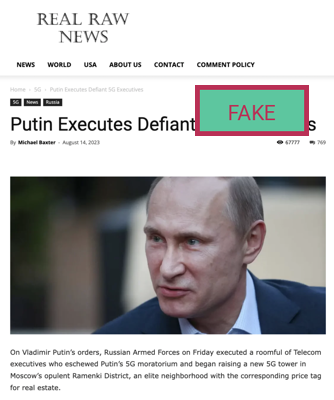 REAL RAW
NEWS
NEWS WORLD USA ABOUT US CONTACT COMMENT POLICY
Home › 5G › Putin Executes Defiant 5G Executives
5G News Russia
FAKE
Putin Executes Defiant s
By Michael Baxter - August 14, 2023 67777 769
On Vladimir Putin's orders, Russian Armed Forces on Friday executed a roomful of Telecom
executives who eschewed Putin's 5G moratorium and began raising a new 5G tower in
Moscow's opulent Ramenki District, an elite neighborhood with the corresponding price tag
for real estate.